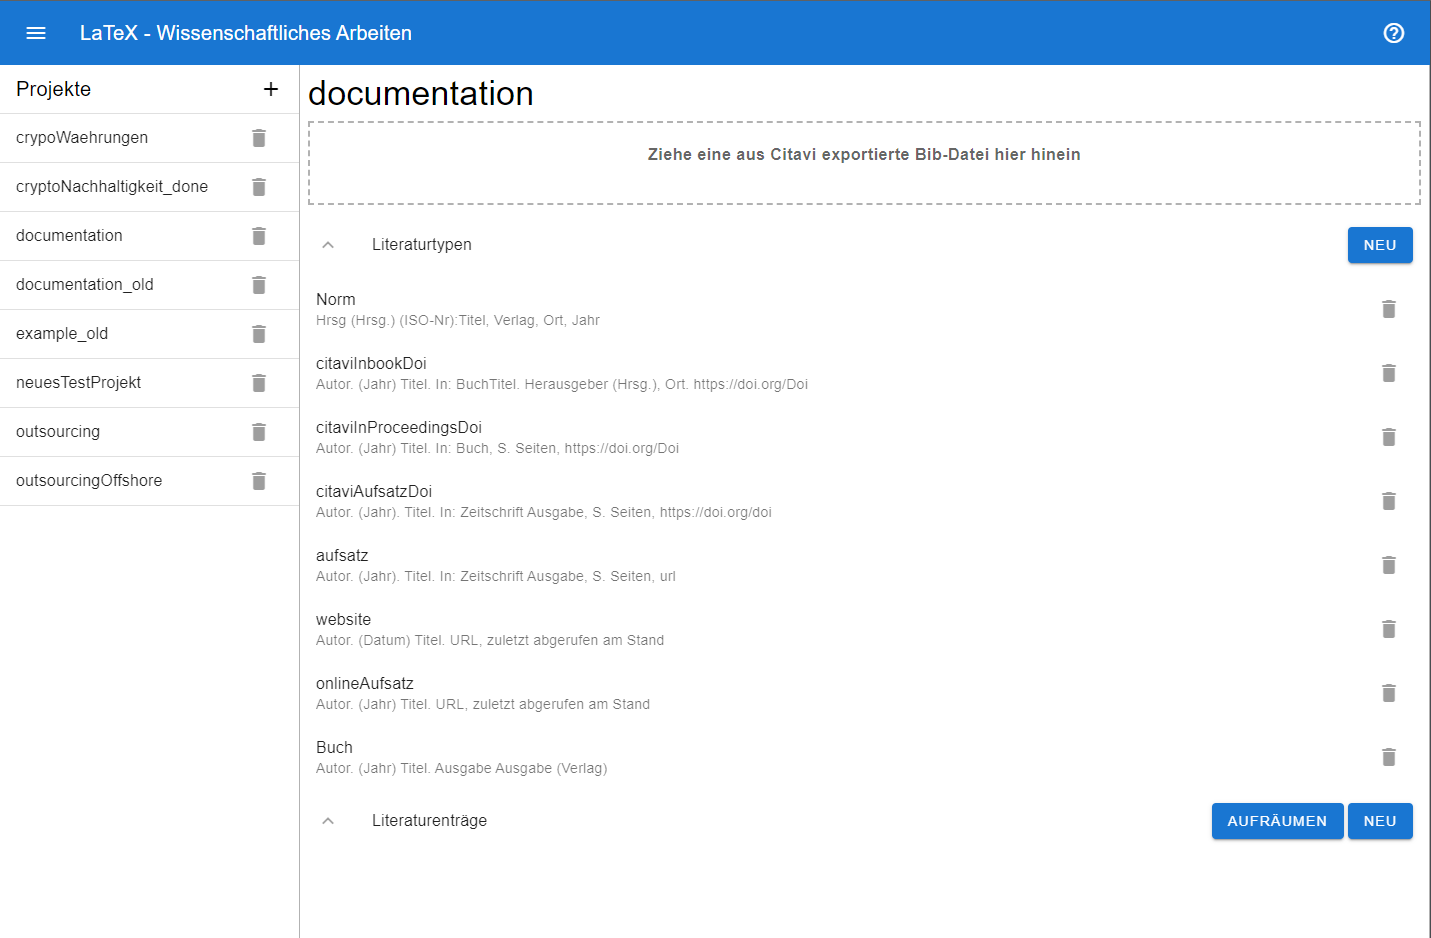 LaTeX - Wissenschaftliches Arbeiten
Projekte
crypoWaehrungen
cryptoNachhaltigkeit_done
documentation
documentation_old
example_old
neuesTestProjekt
outsourcing
outsourcingOffshore
documentation
Ziehe eine aus Citavi exportierte Bib-Datei hier hinein
Literaturtypen NEU
Norm
Hrsg (Hrsg.) (ISO-Nr):Titel, Verlag, Ort, Jahr
citaviInbookDoi
Autor. (Jahr) Titel. In: BuchTitel. Herausgeber (Hrsg.), Ort. https://doi.org/Doi
citaviInProceedingsDoi
Autor. (Jahr) Titel. In: Buch, S. Seiten, https://doi.org/Doi
citaviAufsatzDoi
Autor. (Jahr). Titel. In: Zeitschrift Ausgabe, S. Seiten, https://doi.org/doi
aufsatz
Autor. (Jahr). Titel. In: Zeitschrift Ausgabe, S. Seiten, url
website
Autor. (Datum) Titel. URL, zuletzt abgerufen am Stand
onlineAufsatz
Autor. (Jahr) Titel. URL, zuletzt abgerufen am Stand
Buch
Autor. (Jahr) Titel. Ausgabe Ausgabe (Verlag)
Literaturenträge AUFRÄUMEN NEU